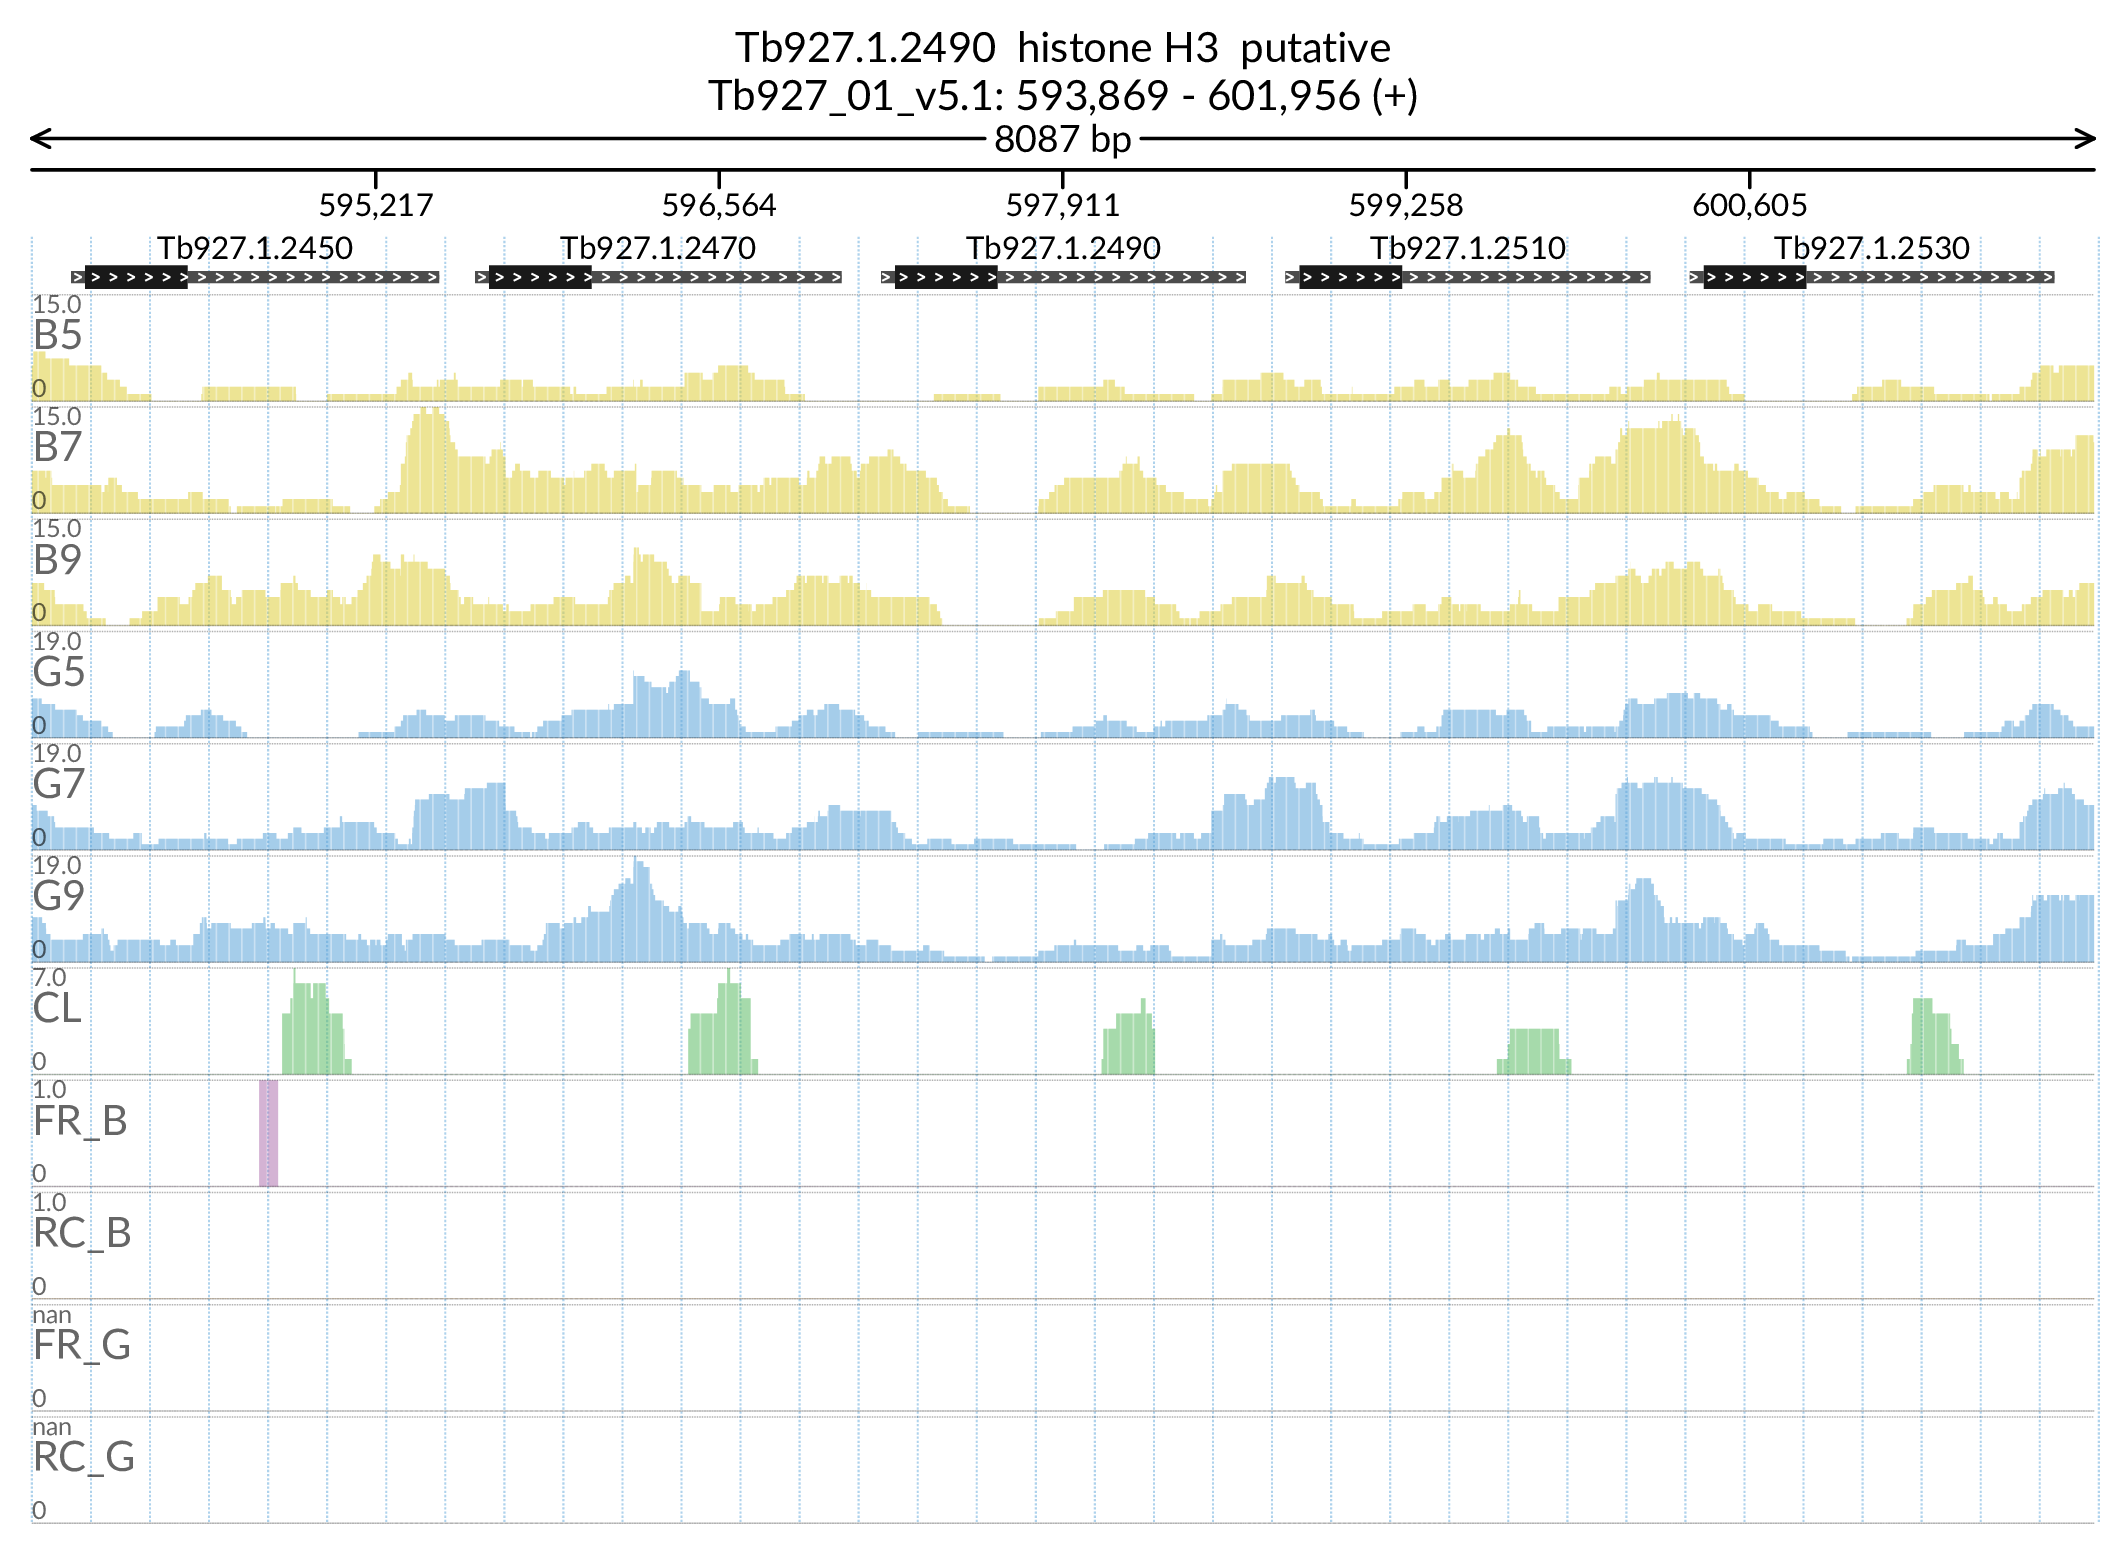 Tb927.1.2490 histone H3 putative
Tb927_01_v5.1: 593,869 - 601,956 (+)
8087 bp
595,217 596,564 597,911 599,258 600,605
Tb927.1.2450 Tb927.1.2470 Tb927.1.2490 Tb927.1.2510 Tb927.1.2530
15.0
B5
0
15.0
B7
0
15.0
B9
0
19.0
G5
0
19.0
G7
0
19.0
G9
0
7.0
CL
0
1.0
FR_B
0
1.0
RC_B
0
nan
FR_G
0
nan
RC_G
0